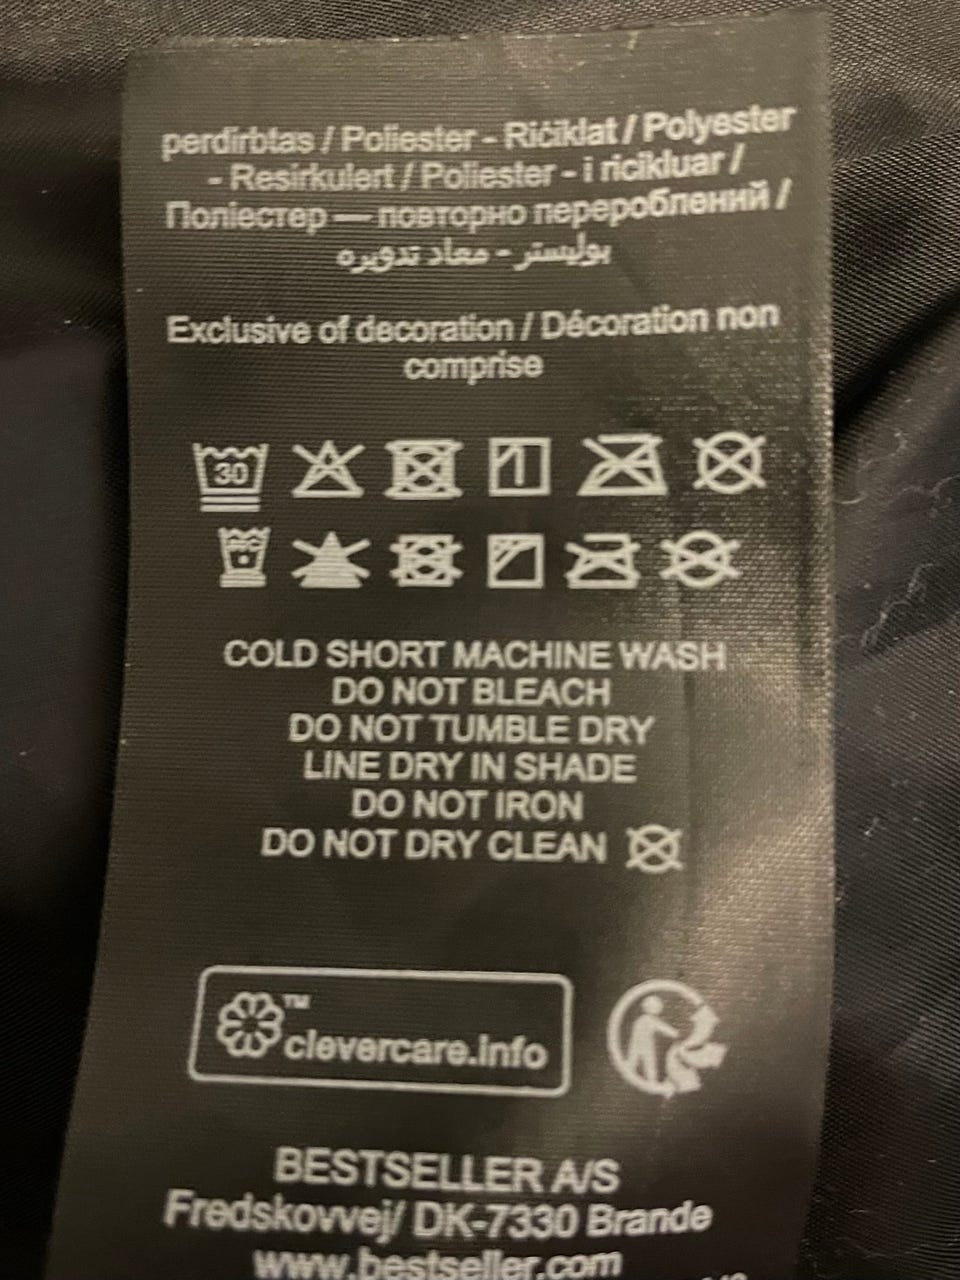 perdirbtas / Poliester - Ričiklat / Polyester
- Resirkulert / Poliester - i ricikluar /
Поліестер — повторно перероблений /
بوليستر - معاد تدويره
Exclusive of decoration / Décoration non
comprise
30
COLD SHORT MACHINE WASH
DO NOT BLEACH
DO NOT TUMBLE DRY
LINE DRY IN SHADE
DO NOT IRON
DO NOT DRY CLEAN
™
clevercare.info
BESTSELLER A/S
Fredskovvej/ DK-7330 Brande
www.bestseller.com